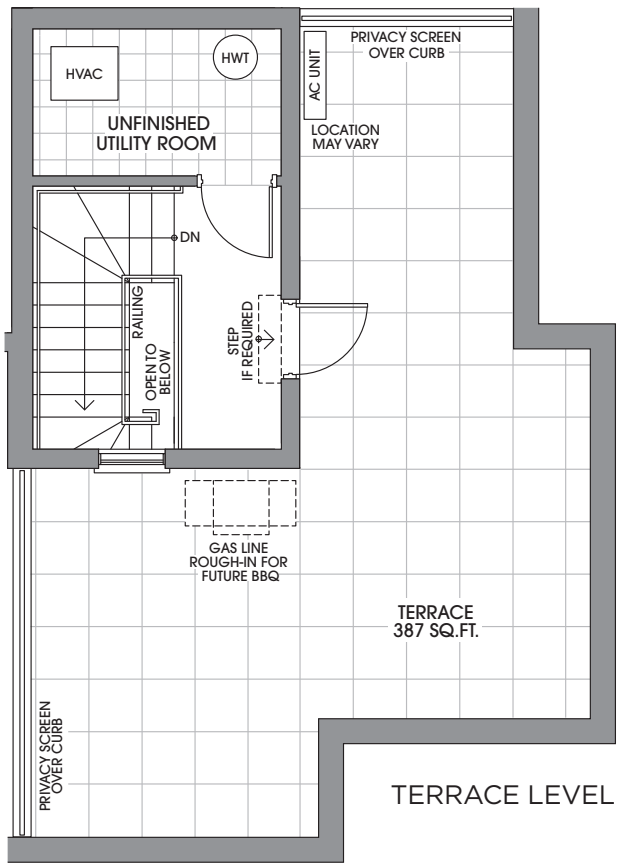 PRIVACY SCREEN
OVER CURB
HVAC
HWT
AC UNIT
UNFINISHED
UTILITY ROOM
LOCATION
MAY VARY
DN
RAILING
OPEN TO
BELOW
STEP
IF REQUIRED
GAS LINE
ROUGH-IN FOR
FUTURE BBQ
TERRACE
387 SQ.FT.
PRIVACY SCREEN
OVER CURB
TERRACE LEVEL